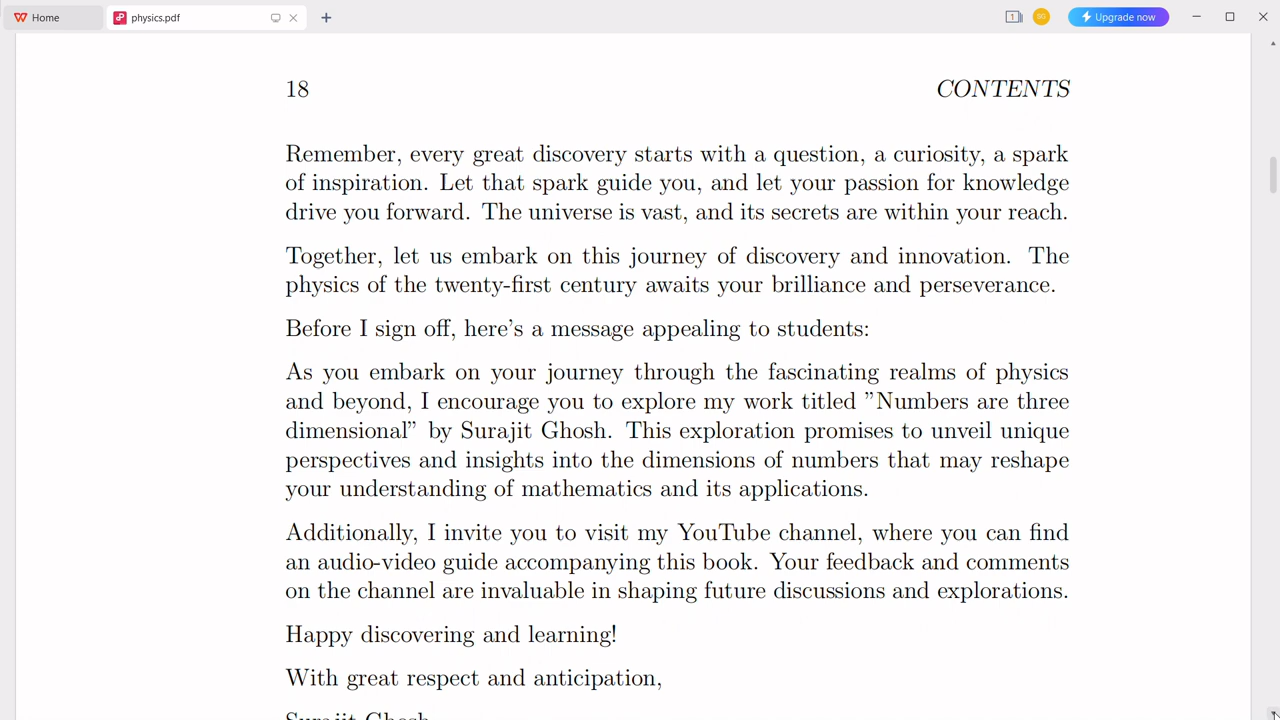 Home
physics.pdf
1
SG
Upgrade now
18 CONTENTS
Remember, every great discovery starts with a question, a curiosity, a spark
of inspiration. Let that spark guide you, and let your passion for knowledge
drive you forward. The universe is vast, and its secrets are within your reach.
Together, let us embark on this journey of discovery and innovation. The
physics of the twenty-first century awaits your brilliance and perseverance.
Before I sign off, here's a message appealing to students:
As you embark on your journey through the fascinating realms of physics
and beyond, I encourage you to explore my work titled ”Numbers are three
dimensional” by Surajit Ghosh. This exploration promises to unveil unique
perspectives and insights into the dimensions of numbers that may reshape
your understanding of mathematics and its applications.
Additionally, I invite you to visit my YouTube channel, where you can find
an audio-video guide accompanying this book. Your feedback and comments
on the channel are invaluable in shaping future discussions and explorations.
Happy discovering and learning!
With great respect and anticipation,
Surajit Ghosh